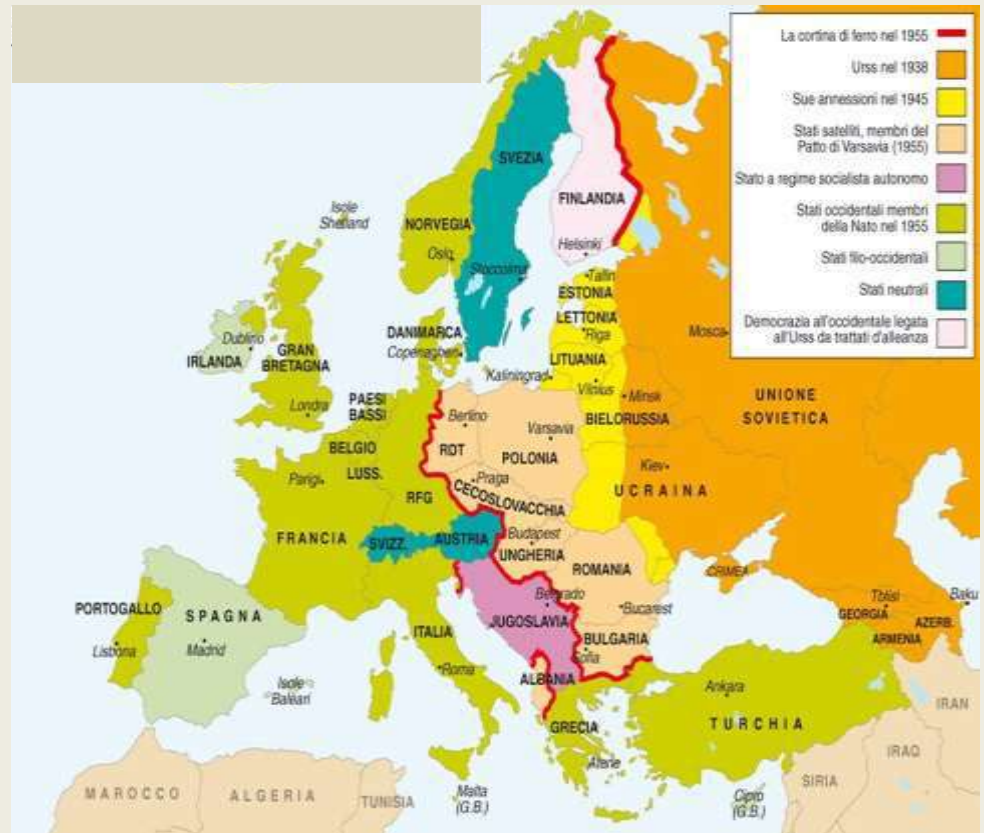 La cortina di ferro nel 1955
Urss nel 1938
Sue annessioni nel 1945
Stati satelliti, membri del
Patto di Varsavia (1955)
Stato a regime socialista autonomo
Stati occidentali membri
della Nato nel 1955
Stati filo-occidentali
Stati neutrali
Democrazia all'occidentale legata
all'Urss da trattati d'alleanza
SVEZIA
FINLANDIA
Isole
Shetland
NORVEGIA
Oslo
Helsinki
Stoccolma
Tallin
ESTONIA
LETTONIA
Riga
Mosca
Dublino
IRLANDA
GRAN
BRETAGNA
DANIMARCA
Copenaghen
LITUANIA
Kaliningrad
Vilnius
Minsk
UNIONE
SOVIETICA
Londra
PAESI
BASSI
Berlino
BIELORUSSIA
Varsavia
BELGIO
RDT
POLONIA
LUSS.
Parigi
Praga
Kiev
CECOSLOVACCHIA
UCRAINA
RFG
FRANCIA
SVIZZ.
AUSTRIA
Budapest
UNGHERIA
ROMANIA
CRIMEA
Belgrado
Bucarest
Tblisi
Baku
PORTOGALLO
SPAGNA
JUGOSLAVIA
GEORGIA
AZERB.
ITALIA
BULGARIA
ARMENIA
Lisbona
Madrid
Sofia
Roma
ALBANIA
Isole
Baleari
Ankara
IRAN
GRECIA
TURCHIA
Atene
IRAQ
MAROCCO
ALGERIA
TUNISIA
Malta
(G.B.)
Cipro
(G.B.)
SIRIA